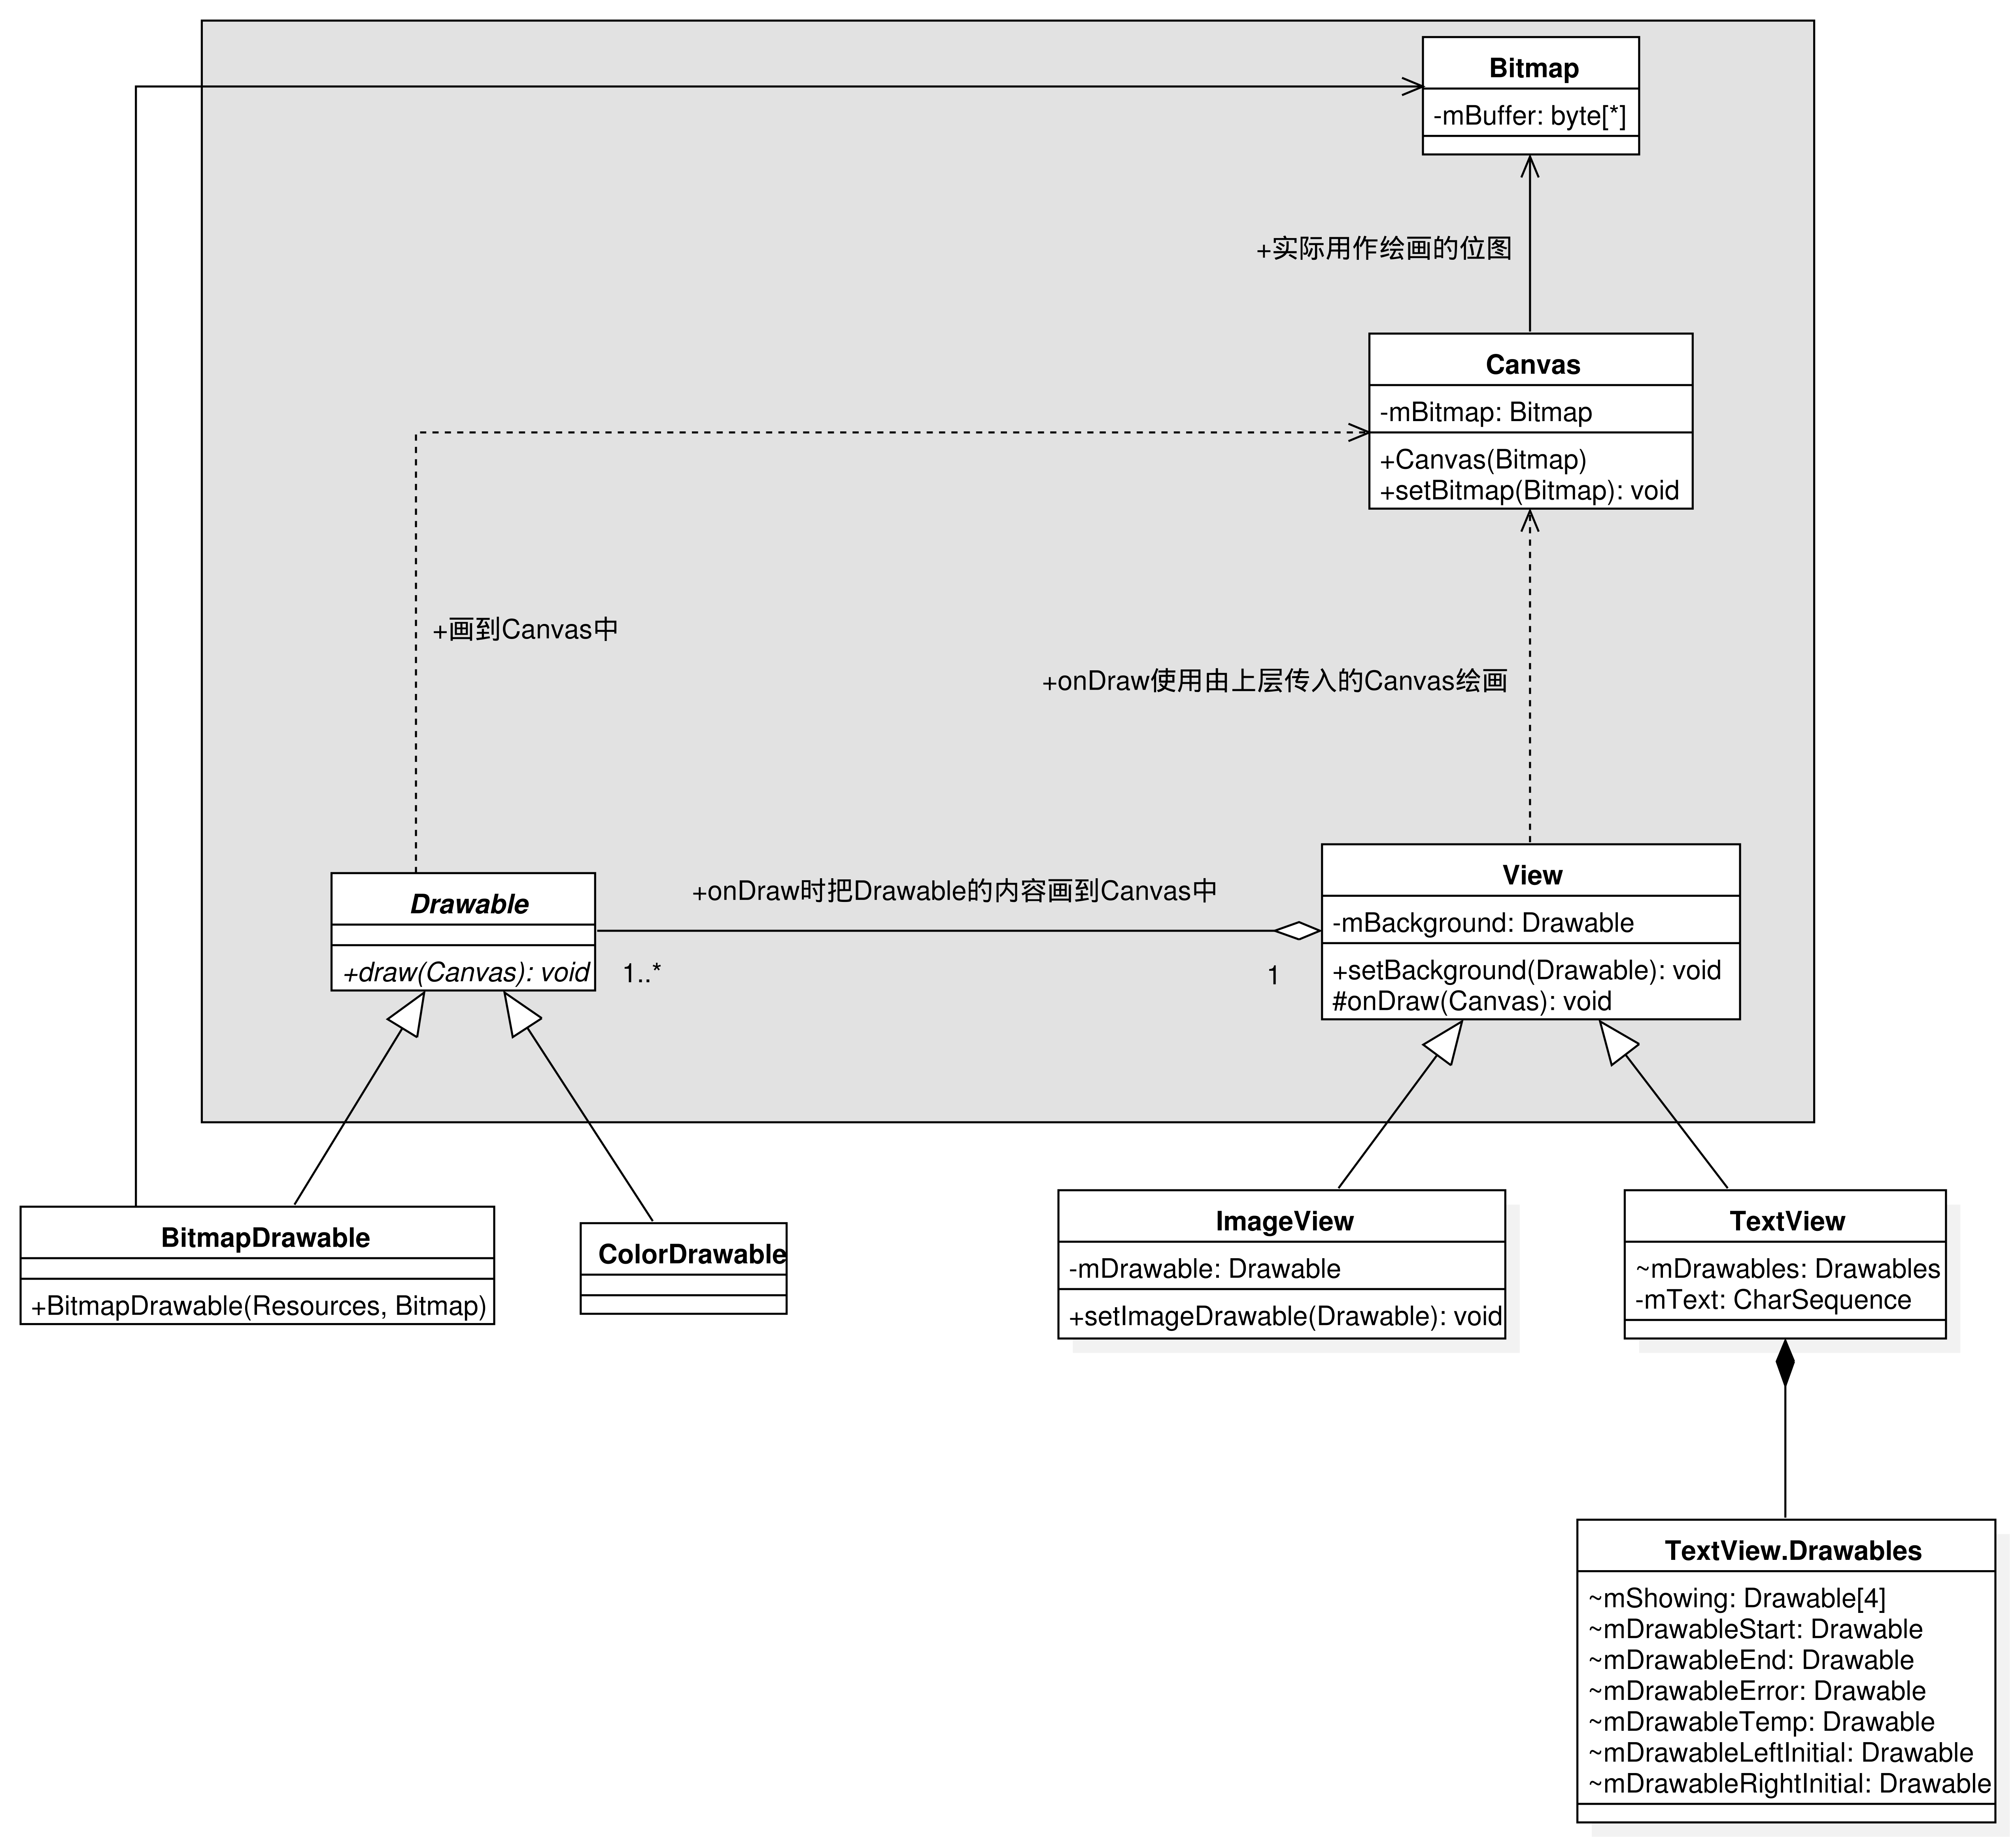 Bitmap
-mBuffer: byte[*]
+实际用作绘画的位图
Canvas
-mBitmap: Bitmap
+Canvas(Bitmap)
+setBitmap(Bitmap): void
+画到Canvas中
+onDraw使用由上层传入的Canvas绘画
Drawable
+draw(Canvas): void
+onDraw时把Drawable的内容画到Canvas中
1..*
1
View
-mBackground: Drawable
+setBackground(Drawable): void
#onDraw(Canvas): void
BitmapDrawable
+BitmapDrawable(Resources, Bitmap)
ColorDrawable
ImageView
-mDrawable: Drawable
+setImageDrawable(Drawable): void
TextView
~mDrawables: Drawables
-mText: CharSequence
TextView.Drawables
~mShowing: Drawable[4]
~mDrawableStart: Drawable
~mDrawableEnd: Drawable
~mDrawableError: Drawable
~mDrawableTemp: Drawable
~mDrawableLeftInitial: Drawable
~mDrawableRightInitial: Drawable